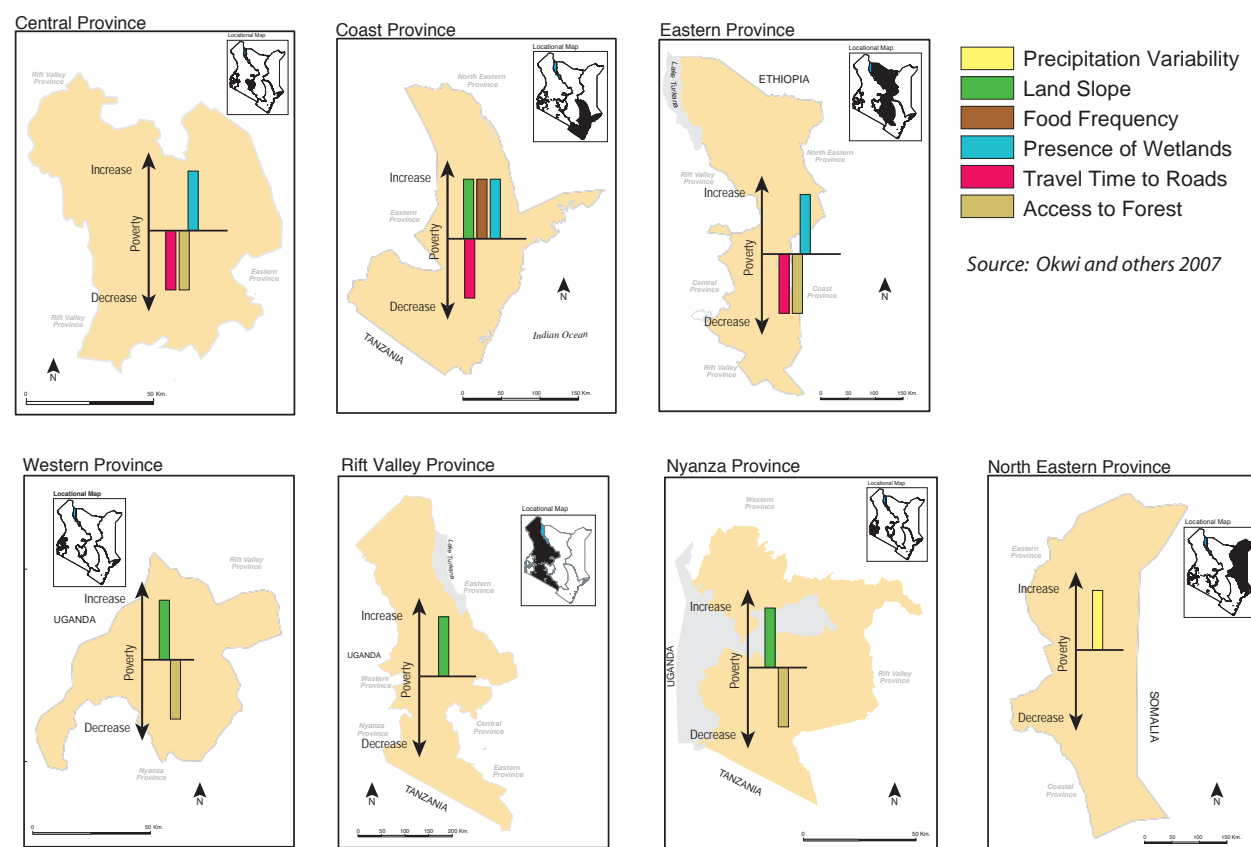 Central Province
Locational Map
Rift Valley
Province
Increase
Poverty
Decrease
Eastern
Province
Rift Valley
Province
N
0
50 Km.
Coast Province
Locational Map
North Eastern
Province
Increase
Eastern
Province
Poverty
Decrease
TANZANIA
Indian Ocean
N
0
50
100
150 Km.
Eastern Province
Lake Turkana
ETHIOPIA
Locational Map
North Eastern
Province
Rift Valley
Province
Increase
Poverty
Central
Province
Coast
Province
Decrease
Rift Valley
Province
N
0
50
100
150 Km.
Precipitation Variability
Land Slope
Food Frequency
Presence of Wetlands
Travel Time to Roads
Access to Forest
Source: Okwi and others 2007
Western Province
Locational Map
Rift Valley
Province
Increase
UGANDA
Poverty
Decrease
Nyanza
Province
N
0
50 Km.
Rift Valley Province
Locational Map
Lake Turkana
Eastern
Province
Increase
UGANDA
Western
Province
Poverty
Nyanza
Province
Central
Province
Decrease
Eastern
Province
TANZANIA
N
0
50
100
150
200 Km.
Nyanza Province
Western
Province
Locational Map
Increase
UGANDA
Poverty
Rift Valley
Province
Decrease
TANZANIA
N
0
50 Km.
North Eastern Province
Locational Map
Eastern
Province
Increase
Poverty
Decrease
SOMALIA
Coastal
Province
N
0
50
100
150 Km.